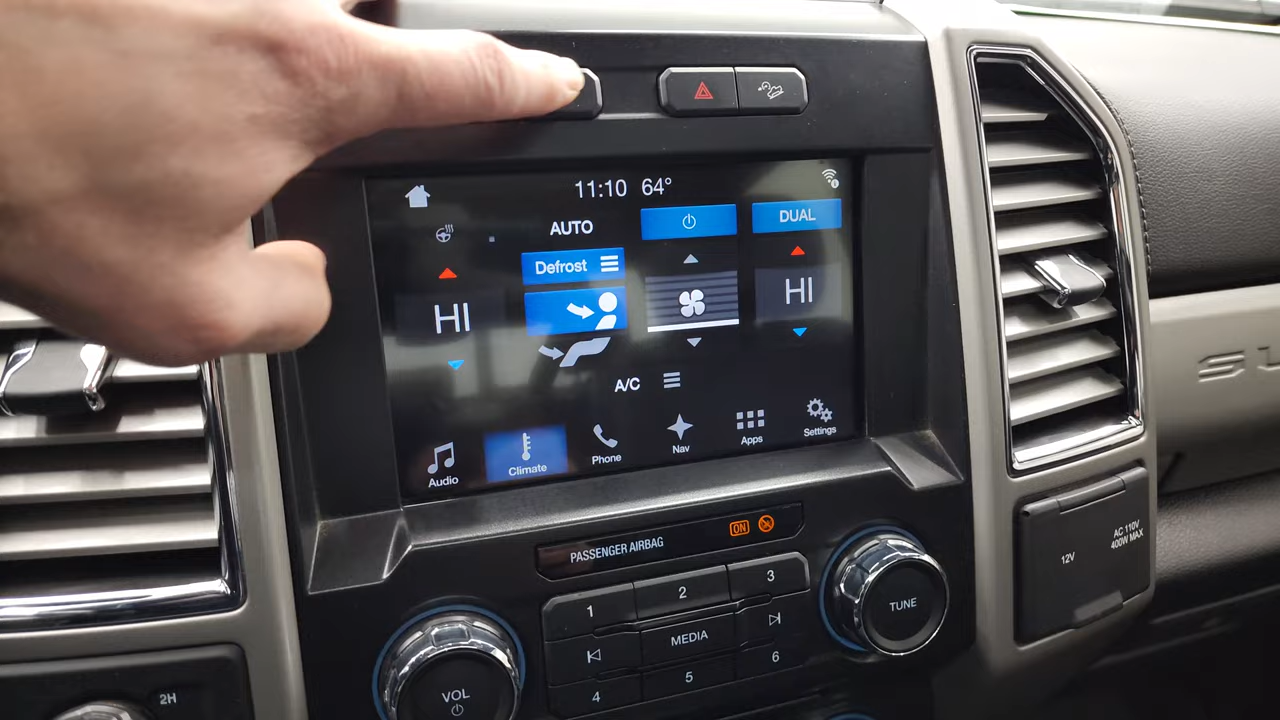 11:10 64°
AUTO
DUAL
Defrost
HI
HI
A/C
Audio
Climate
Phone
Nav
Apps
Settings
PASSENGER AIRBAG
ON
1
2
3
MEDIA
4
5
6
VOL
TUNE
2H
12V
AC 110V
400W MAX